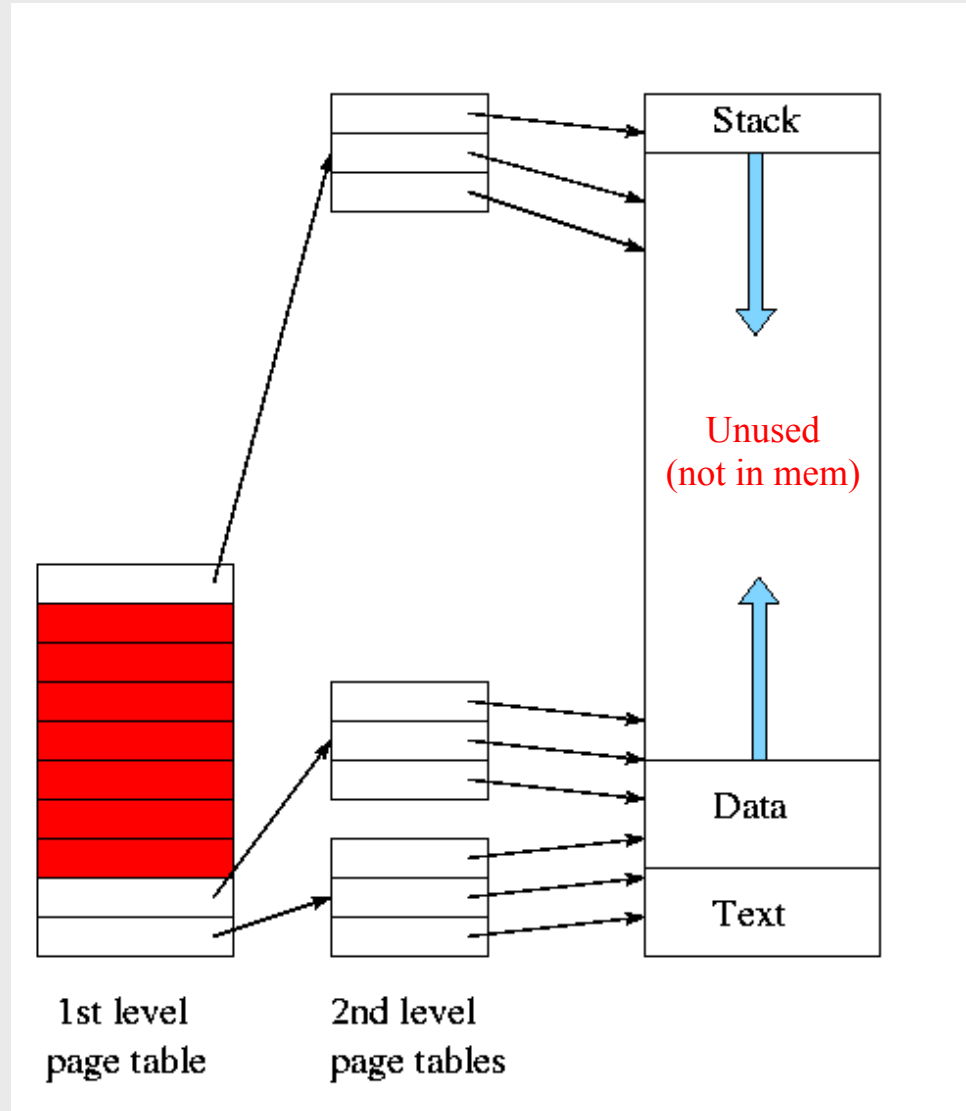 Stack
Unused
(not in mem)
Data
Text
1st level
page table
2nd level
page tables